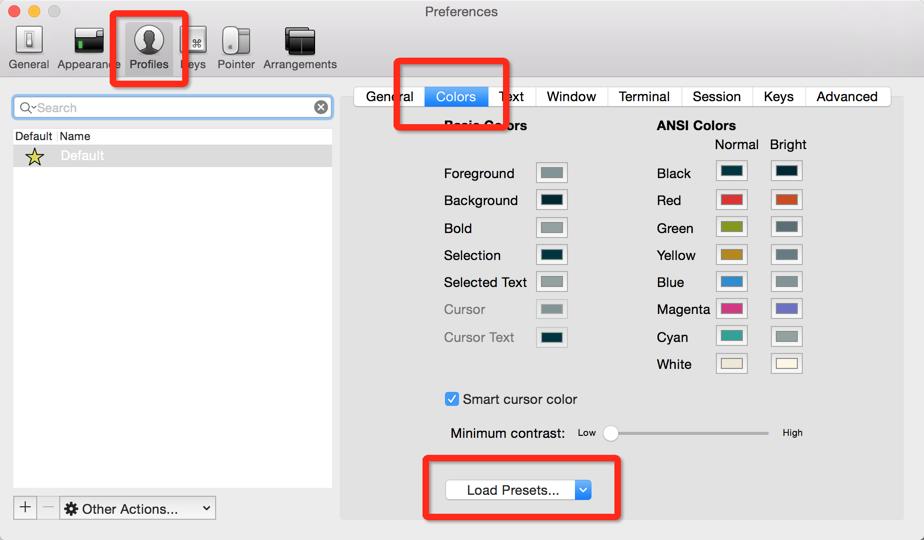 Preferences
General Appearance Profiles Keys Pointer Arrangements
Search
Default Name
Default
General Colors Text Window Terminal Session Keys Advanced
Basic Colors
Foreground
Background
Bold
Selection
Selected Text
Cursor
Cursor Text
ANSI Colors
Normal Bright
Black
Red
Green
Yellow
Blue
Magenta
Cyan
White
Smart cursor color
Minimum contrast: Low High
Load Presets...
Other Actions...